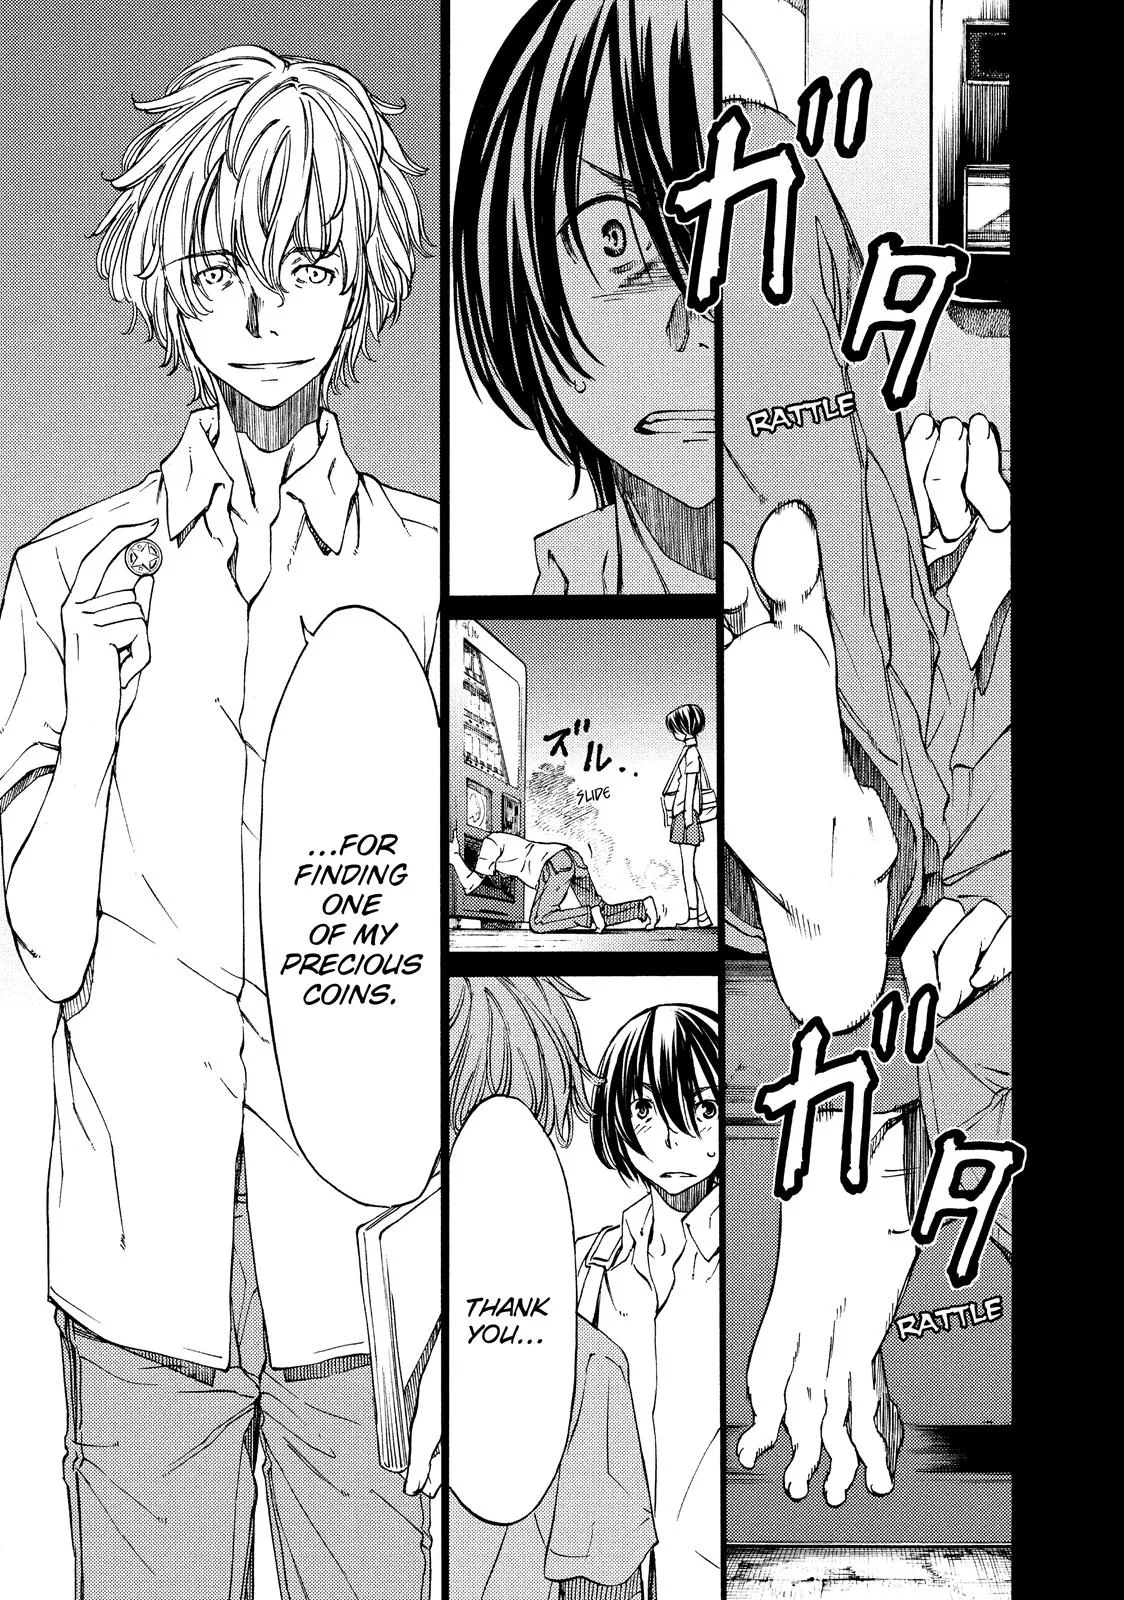 ガタ
RATTLE
ガタ
RATTLE
ズル..
SLIDE
THANK
YOU...
...FOR
FINDING
ONE
OF MY
PRECIOUS
COINS.